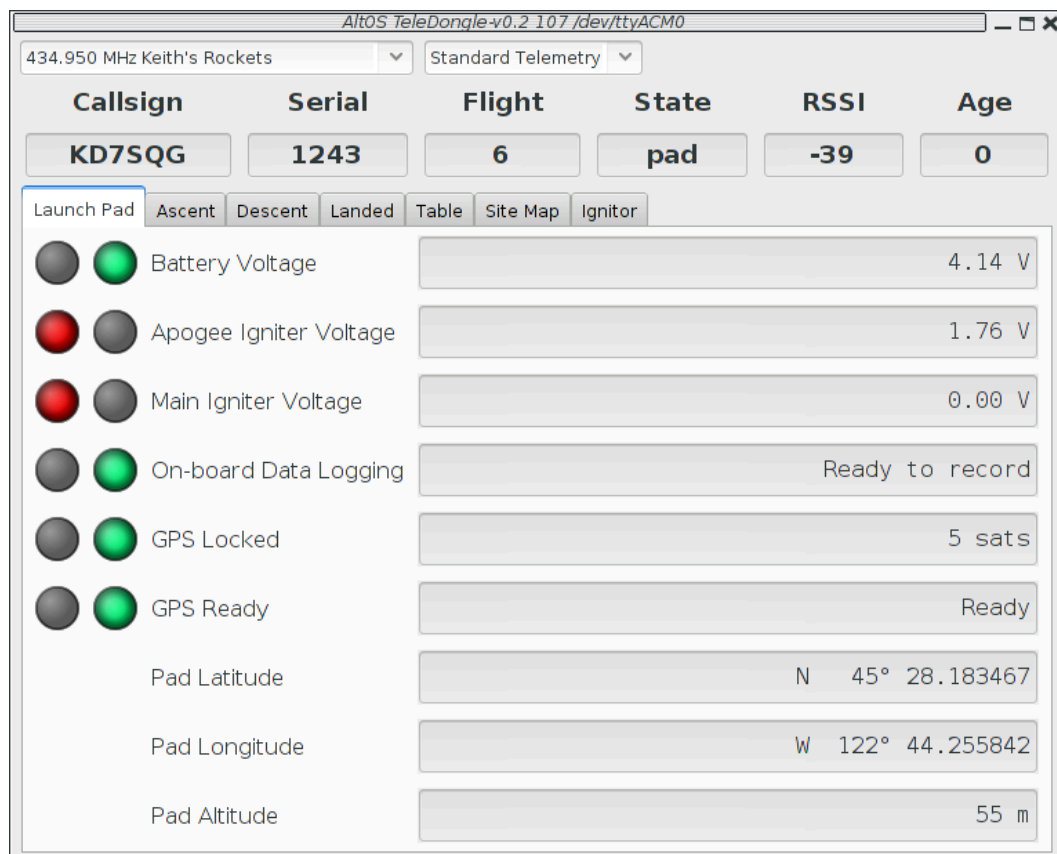 AltOS TeleDongle-v0.2 107 /dev/ttyACM0
434.950 MHz Keith's Rockets Standard Telemetry
Callsign Serial Flight State RSSI Age
KD7SQG 1243 6 pad -39 0
Launch Pad Ascent Descent Landed Table Site Map Ignitor
Battery Voltage 4.14 V
Apogee Igniter Voltage 1.76 V
Main Igniter Voltage 0.00 V
On-board Data Logging Ready to record
GPS Locked 5 sats
GPS Ready Ready
Pad Latitude N 45° 28.183467
Pad Longitude W 122° 44.255842
Pad Altitude 55 m